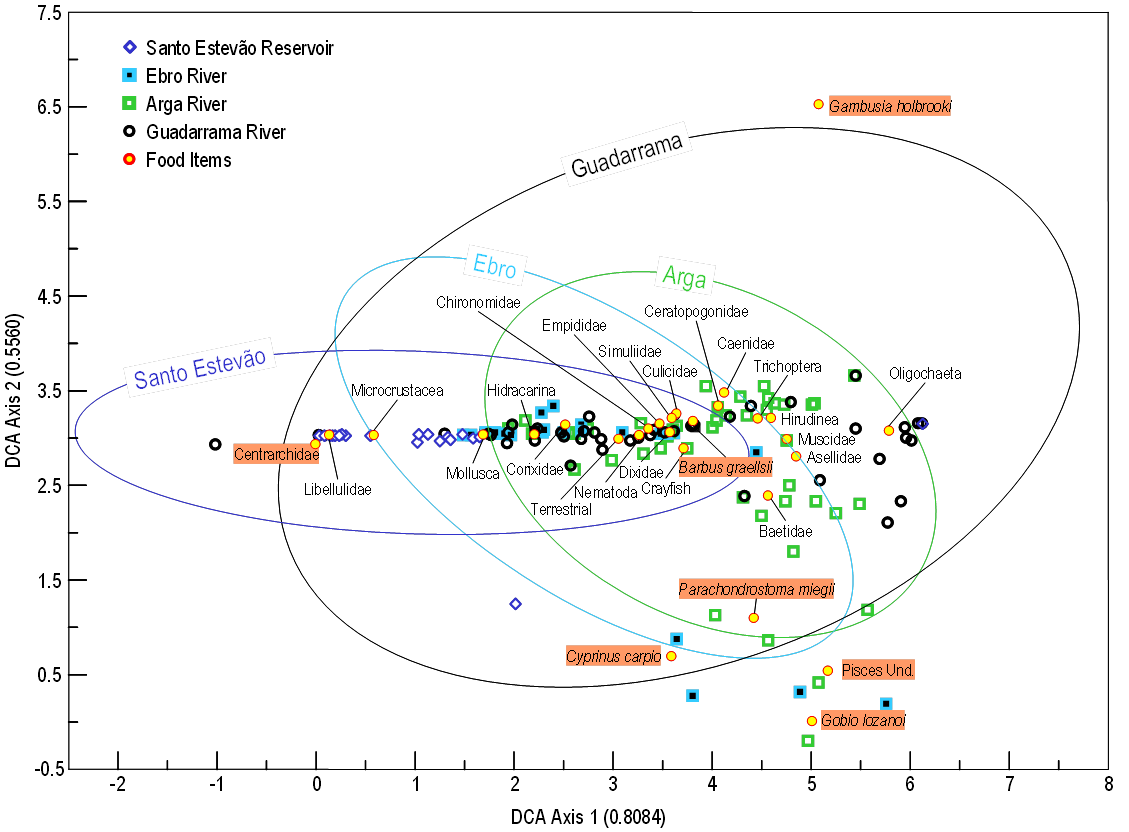 7.5
6.5
5.5
4.5
3.5
2.5
1.5
0.5
-0.5
DCA Axis 2 (0.5560)
Santo Estevão Reservoir
Ebro River
Arga River
Guadarrama River
Food Items
Gambusia holbrooki
Guadarrama
Ebro
Arga
Santo Estevão
Chironomidae
Ceratopogonidae
Empididae
Caenidae
Simuliidae
Culicidae
Trichoptera
Oligochaeta
Microcrustacea
Hidracarina
Hirudinea
Muscidae
Asellidae
Centrarchidae
Libellulidae
Mollusca
Corixidae
Terrestrial
Nematoda
Dixidae
Crayfish
Barbus graellsii
Baetidae
Parachondrostoma miegii
Cyprinus carpio
Pisces Und.
Gobio lozanoi
-2 -1 0 1 2 3 4 5 6 7 8
DCA Axis 1 (0.8084)